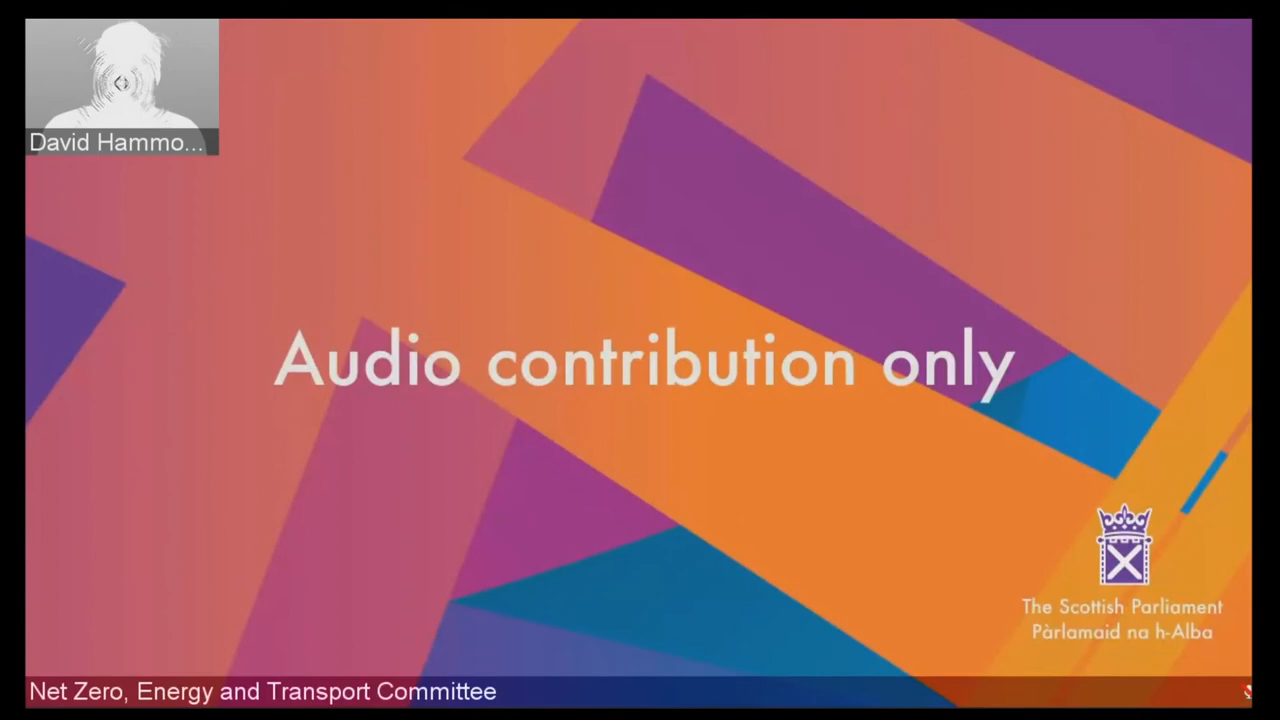 David Hammo...
Audio contribution only
The Scottish Parliament
Pàrlamaid na h-Alba
Net Zero, Energy and Transport Committee